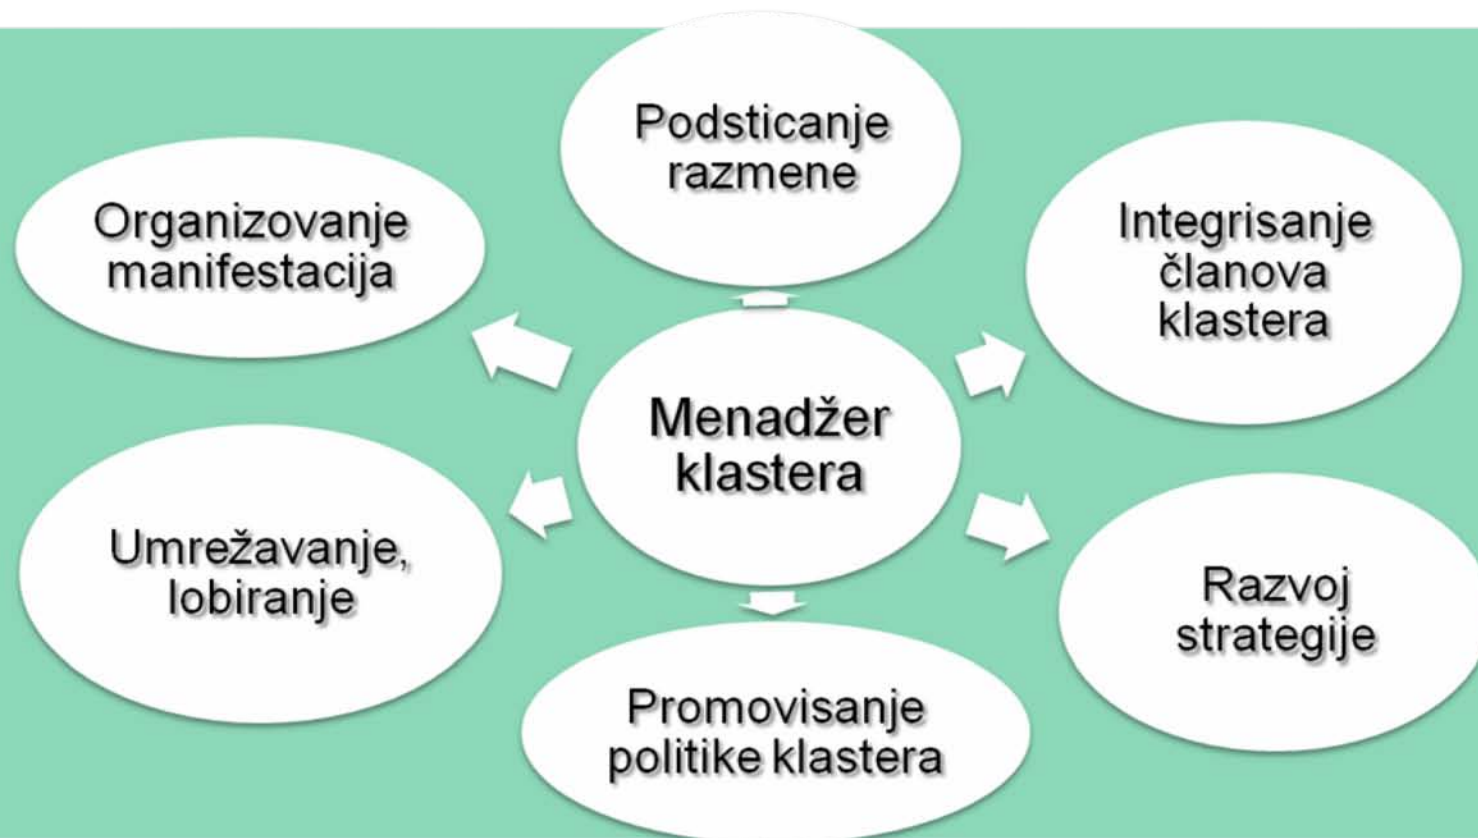 Podsticanje
razmene
Organizovanje
manifestacija
Integrisanje
članova
klastera
Menadžer
klastera
Umrežavanje,
lobiranje
Razvoj
strategije
Promovisanje
politike klastera